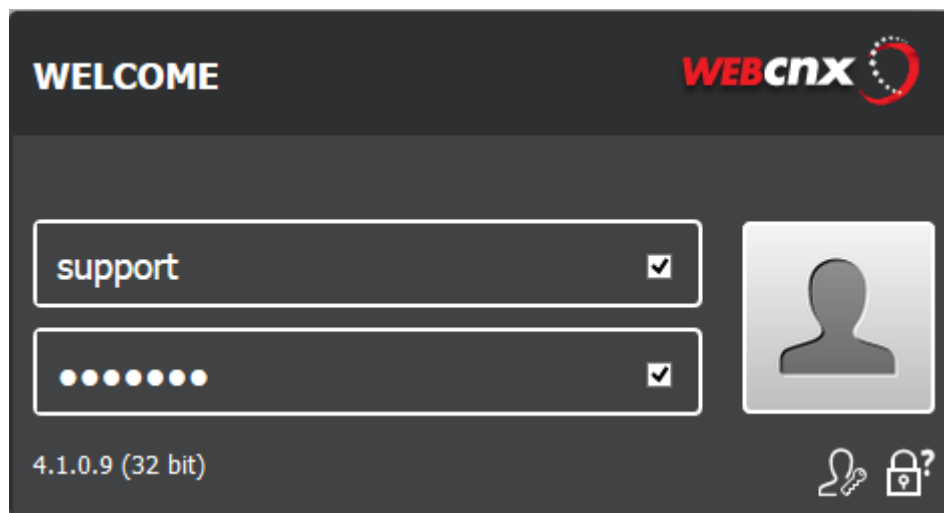 WELCOME
WEBcnx
support
●●●●●●●
4.1.0.9 (32 bit)
?